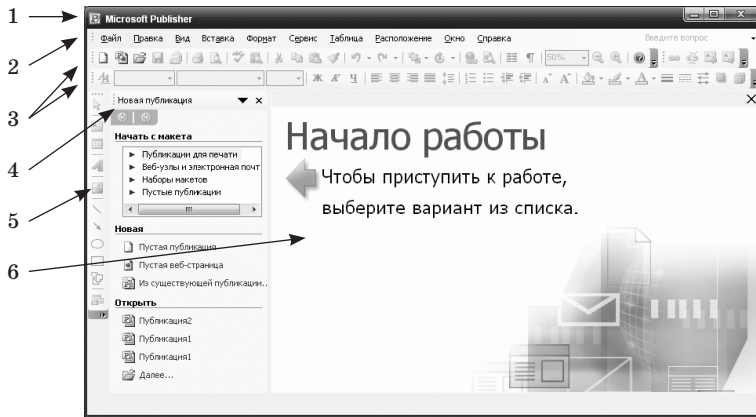 1
Microsoft Publisher
2
Файл Правка Вид Вставка Формат Сервис Таблица Расположение Окно Справка Введите вопрос
50%
Ж К Ч
3
4
Новая публикация
Начать с макета
Публикации для печати
Веб-узлы и электронная почт
Наборы макетов
Пустые публикации
5
Новая
Пустая публикация
6
Пустая веб-страница
Из существующей публикации..
Открыть
Публикация2
Публикация1
Публикация1
Далее...
Начало работы
Чтобы приступить к работе,
выберите вариант из списка.